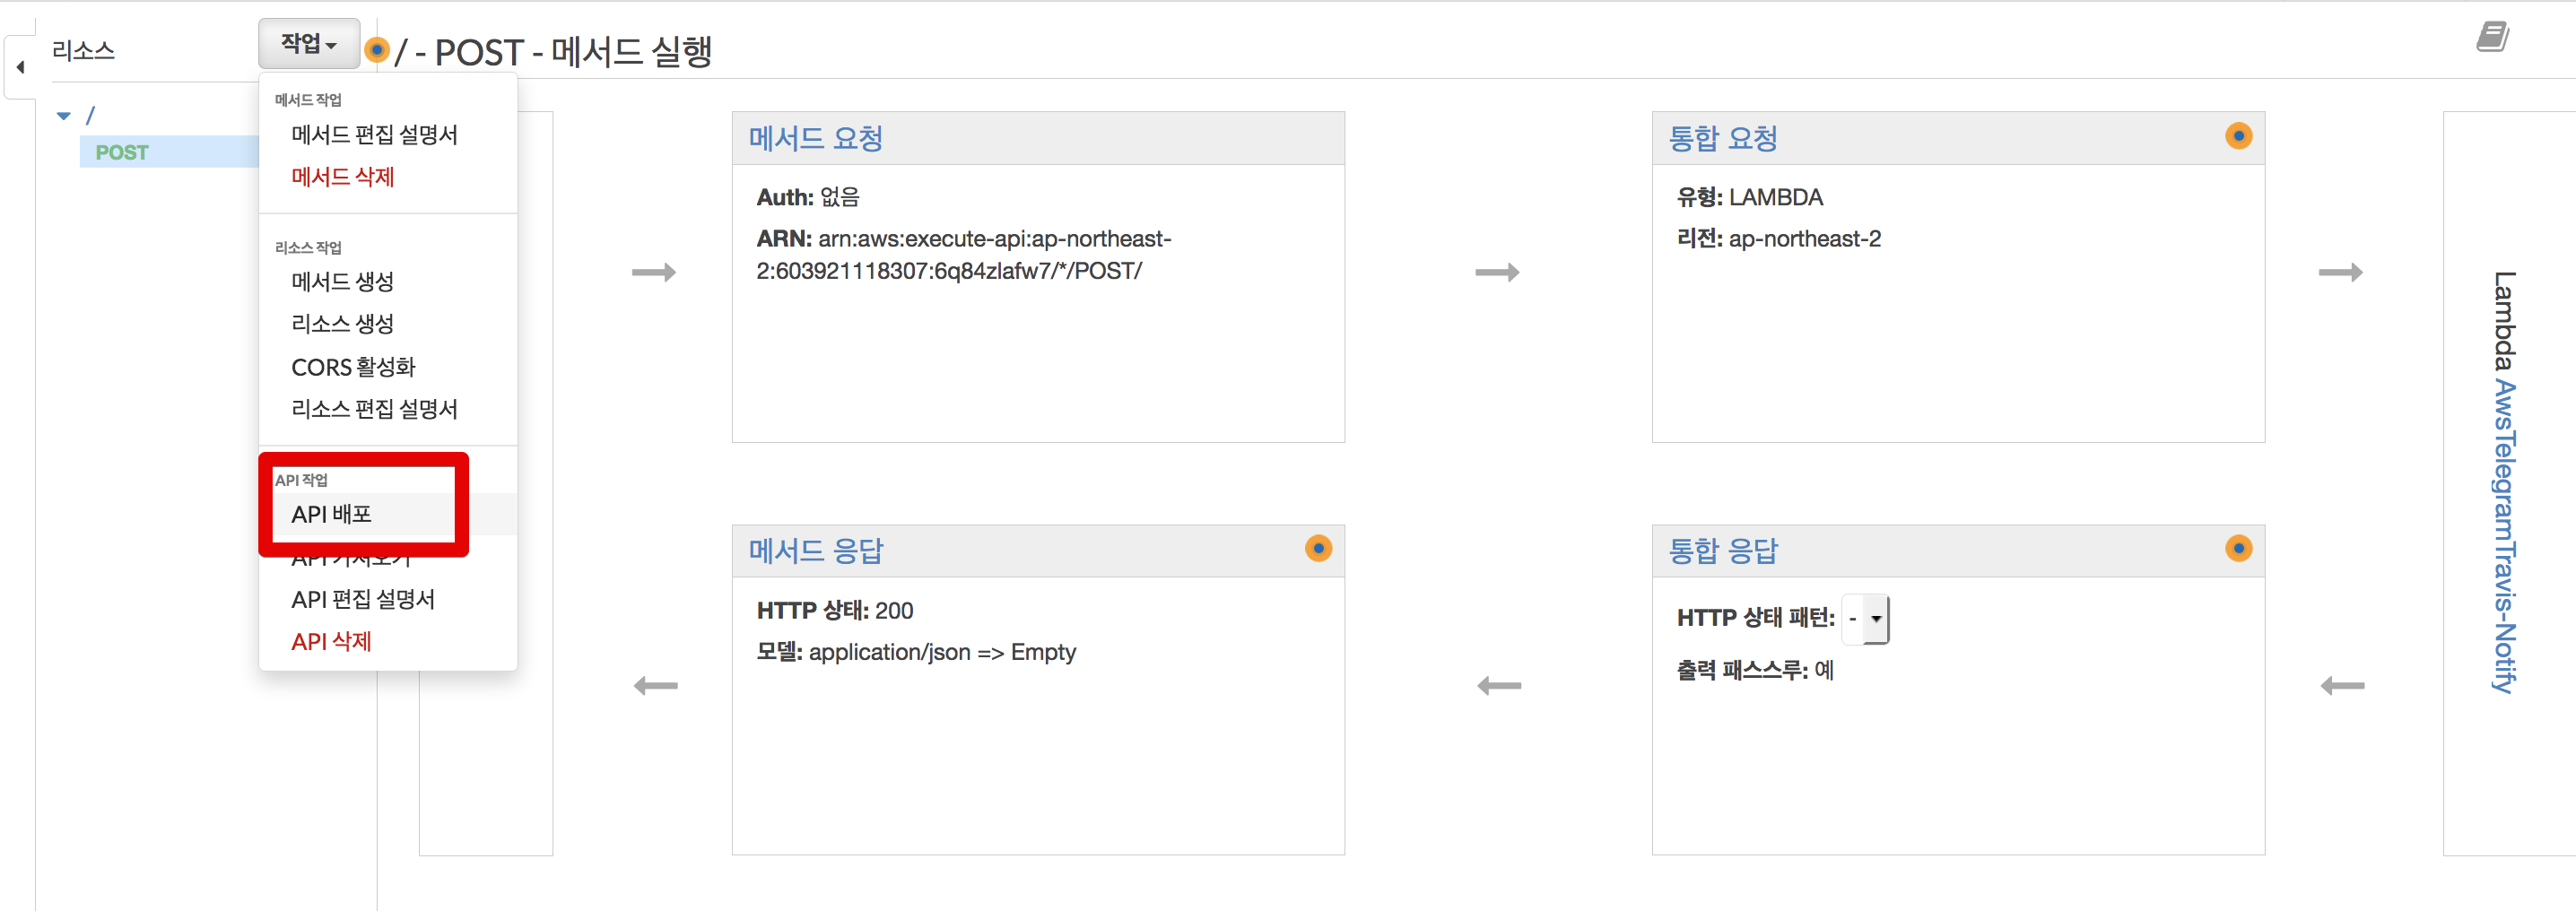 리소스
작업
/ - POST - 메서드 실행
/
POST
메서드 작업
메서드 편집 설명서
메서드 삭제
리소스 작업
메서드 생성
리소스 생성
CORS 활성화
리소스 편집 설명서
API 작업
API 배포
API 가져오기
API 편집 설명서
API 삭제
메서드 요청
Auth: 없음
ARN: arn:aws:execute-api:ap-northeast-
2:603921118307:6q84zlafw7/*/POST/
통합 요청
유형: LAMBDA
리전: ap-northeast-2
Lambda AwsTelegramTravis-Notify
메서드 응답
HTTP 상태: 200
모델: application/json => Empty
통합 응답
HTTP 상태 패턴: -
출력 패스스루: 예